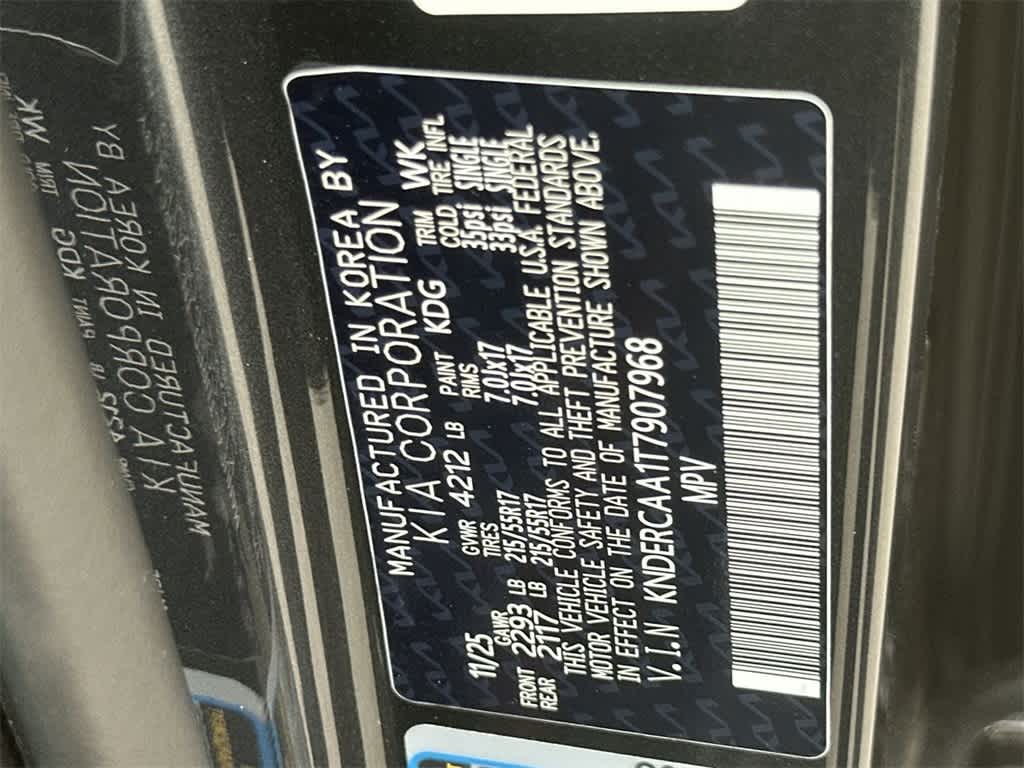 MANUFACTURED IN KOREA BY
KIA CORPORATION
11/25 GVWR 4212 LB PAINT KDG TRIM WK
GAWR TIRES RIMS COLD TIRE INFL
FRONT 2293 LB 215/55R17 7.0Jx17 35psi SINGLE
REAR 2117 LB 215/55R17 7.0Jx17 33psi SINGLE
THIS VEHICLE CONFORMS TO ALL APPLICABLE U.S.A. FEDERAL
MOTOR VEHICLE SAFETY AND THEFT PREVENTION STANDARDS
IN EFFECT ON THE DATE OF MANUFACTURE SHOWN ABOVE.
V.I.N KNDERCAA1T7907968
MPV